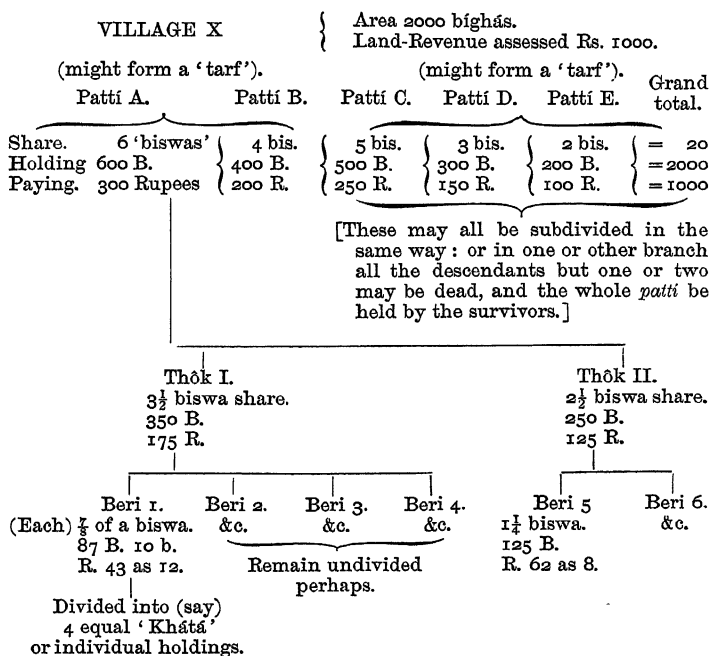 VILLAGE X { Area 2000 bíghás.
Land-Revenue assessed Rs. 1000.
(might form a ‘tarf’). (might form a ‘tarf’).
Pattí A. Pattí B. Pattí C. Pattí D. Pattí E. Grand total.
Share. 6 ‘biswas’ { 4 bis. { 5 bis. { 3 bis. { 2 bis. { = 20
Holding 600 B. { 400 B. { 500 B. { 300 B. { 200 B. { =2000
Paying. 300 Rupees { 200 R. { 250 R. { 150 R. { 100 R. { =1000
[These may all be subdivided in the
same way : or in one or other branch
all the descendants but one or two
may be dead, and the whole pattí be
held by the survivors.]
Thôk I. Thôk II.
3½ biswa share. 2½ biswa share.
350 B. 250 B.
175 R. 125 R.
Beri 1. Beri 2. Beri 3. Beri 4. Beri 5 Beri 6.
(Each) ⅞ of a biswa. &c. &c. &c. 1¼ biswa. &c.
87 B. 10 b. 125 B.
R. 43 as 12. Remain undivided R. 62 as 8.
perhaps.
Divided into (say)
4 equal ‘Khátá’
or individual holdings.